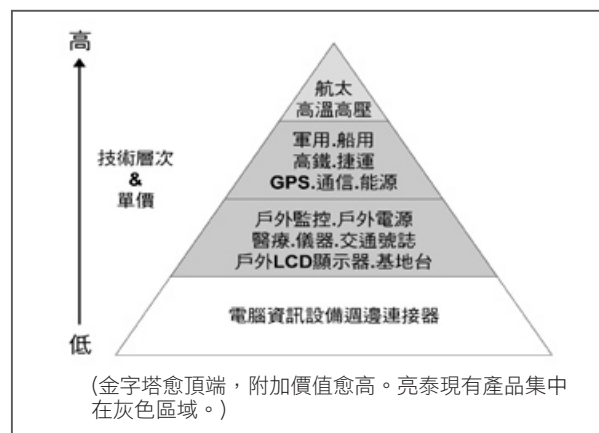 高
航太
高溫高壓
技術層次
&
單價
軍用.船用
高鐵.捷運
GPS.通信.能源
戶外監控.戶外電源
醫療.儀器.交通號誌
戶外LCD顯示器.基地台
電腦資訊設備週邊連接器
低
(金字塔愈頂端，附加價值愈高。亮泰現有產品集中
在灰色區域。)